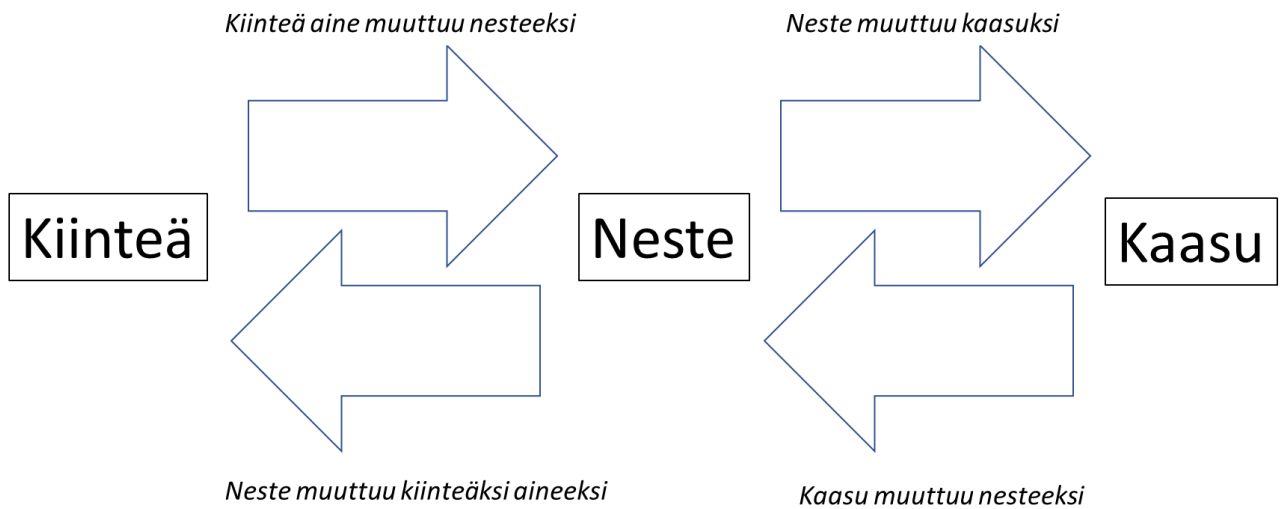 Kiinteä aine muuttuu nesteeksi
Neste muuttuu kaasuksi
Kiinteä
Neste
Kaasu
Neste muuttuu kiinteäksi aineeksi
Kaasu muuttuu nesteeksi